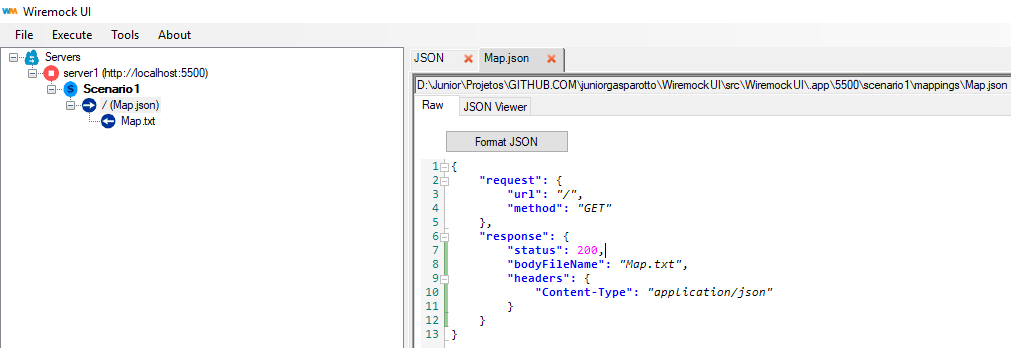 WM Wiremock UI
File Execute Tools About
Servers
server1 (http://localhost:5500)
S Scenario1
/ (Map.json)
Map.txt
JSON Map.json
D:\Junior\Projetos\GITHUB.COM\juniorgasparotto\WiremockUI\src\WiremockUI\.app\5500\scenario1\mappings\Map.json
Raw JSON Viewer
Format JSON
1 {
2 "request": {
3 "url": "/",
4 "method": "GET"
5 },
6 "response": {
7 "status": 200,
8 "bodyFileName": "Map.txt",
9 "headers": {
10 "Content-Type": "application/json"
11 }
12 }
13 }